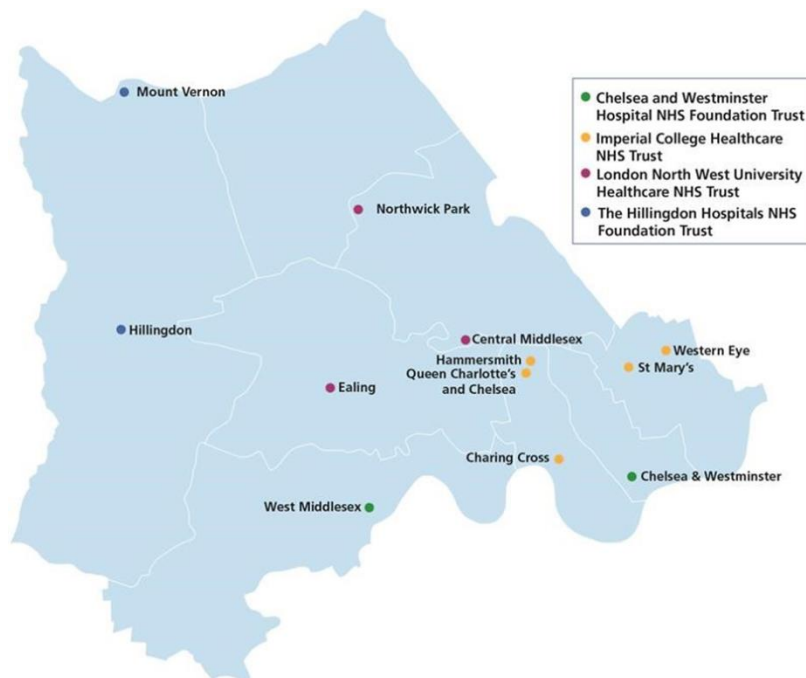 Mount Vernon
Chelsea and Westminster
Hospital NHS Foundation Trust
Imperial College Healthcare
NHS Trust
London North West University
Healthcare NHS Trust
The Hillingdon Hospitals NHS
Foundation Trust
Northwick Park
Hillingdon
Central Middlesex
Hammersmith
Queen Charlotte's
and Chelsea
Western Eye
St Mary's
Ealing
Charing Cross
Chelsea & Westminster
West Middlesex